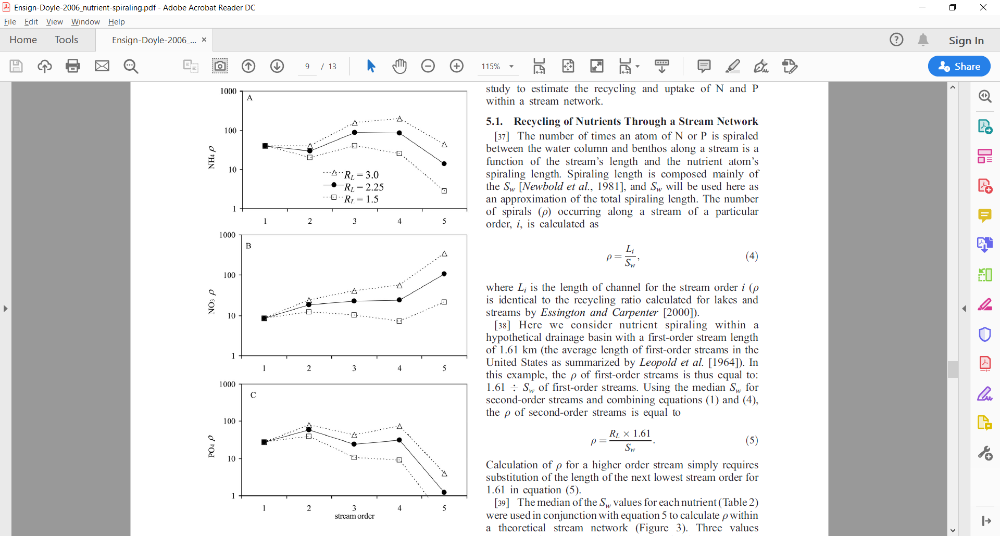 Ensign-Doyle-2006_nutrient-spiraling.pdf - Adobe Acrobat Reader DC
File Edit View Window Help
Home Tools Ensign-Doyle-2006_... × Sign In
9 / 13 115% Share
1000
A
100
NH₄ ρ
10
R_L = 3.0
R_L = 2.25
R_L = 1.5
1
1 2 3 4 5
1000
B
100
NO₃ ρ
10
1
1 2 3 4 5
1000
C
100
PO₄ ρ
10
1
1 2 3 4 5
stream order
study to estimate the recycling and uptake of N and P
within a stream network.
5.1. Recycling of Nutrients Through a Stream Network
[37] The number of times an atom of N or P is spiraled
between the water column and benthos along a stream is a
function of the stream's length and the nutrient atom's
spiraling length. Spiraling length is composed mainly of
the S_w [Newbold et al., 1981], and S_w will be used here as
an approximation of the total spiraling length. The number
of spirals (ρ) occurring along a stream of a particular
order, i, is calculated as
ρ = L_i / S_w, (4)
where L_i is the length of channel for the stream order i (ρ
is identical to the recycling ratio calculated for lakes and
streams by Essington and Carpenter [2000]).
[38] Here we consider nutrient spiraling within a
hypothetical drainage basin with a first-order stream length
of 1.61 km (the average length of first-order streams in the
United States as summarized by Leopold et al. [1964]). In
this example, the ρ of first-order streams is thus equal to:
1.61 ÷ S_w of first-order streams. Using the median S_w for
second-order streams and combining equations (1) and (4),
the ρ of second-order streams is equal to
ρ = R_L × 1.61 / S_w. (5)
Calculation of ρ for a higher order stream simply requires
substitution of the length of the next lowest stream order for
1.61 in equation (5).
[39] The median of the S_w values for each nutrient (Table 2)
were used in conjunction with equation 5 to calculate ρ within
a theoretical stream network (Figure 3). Three values